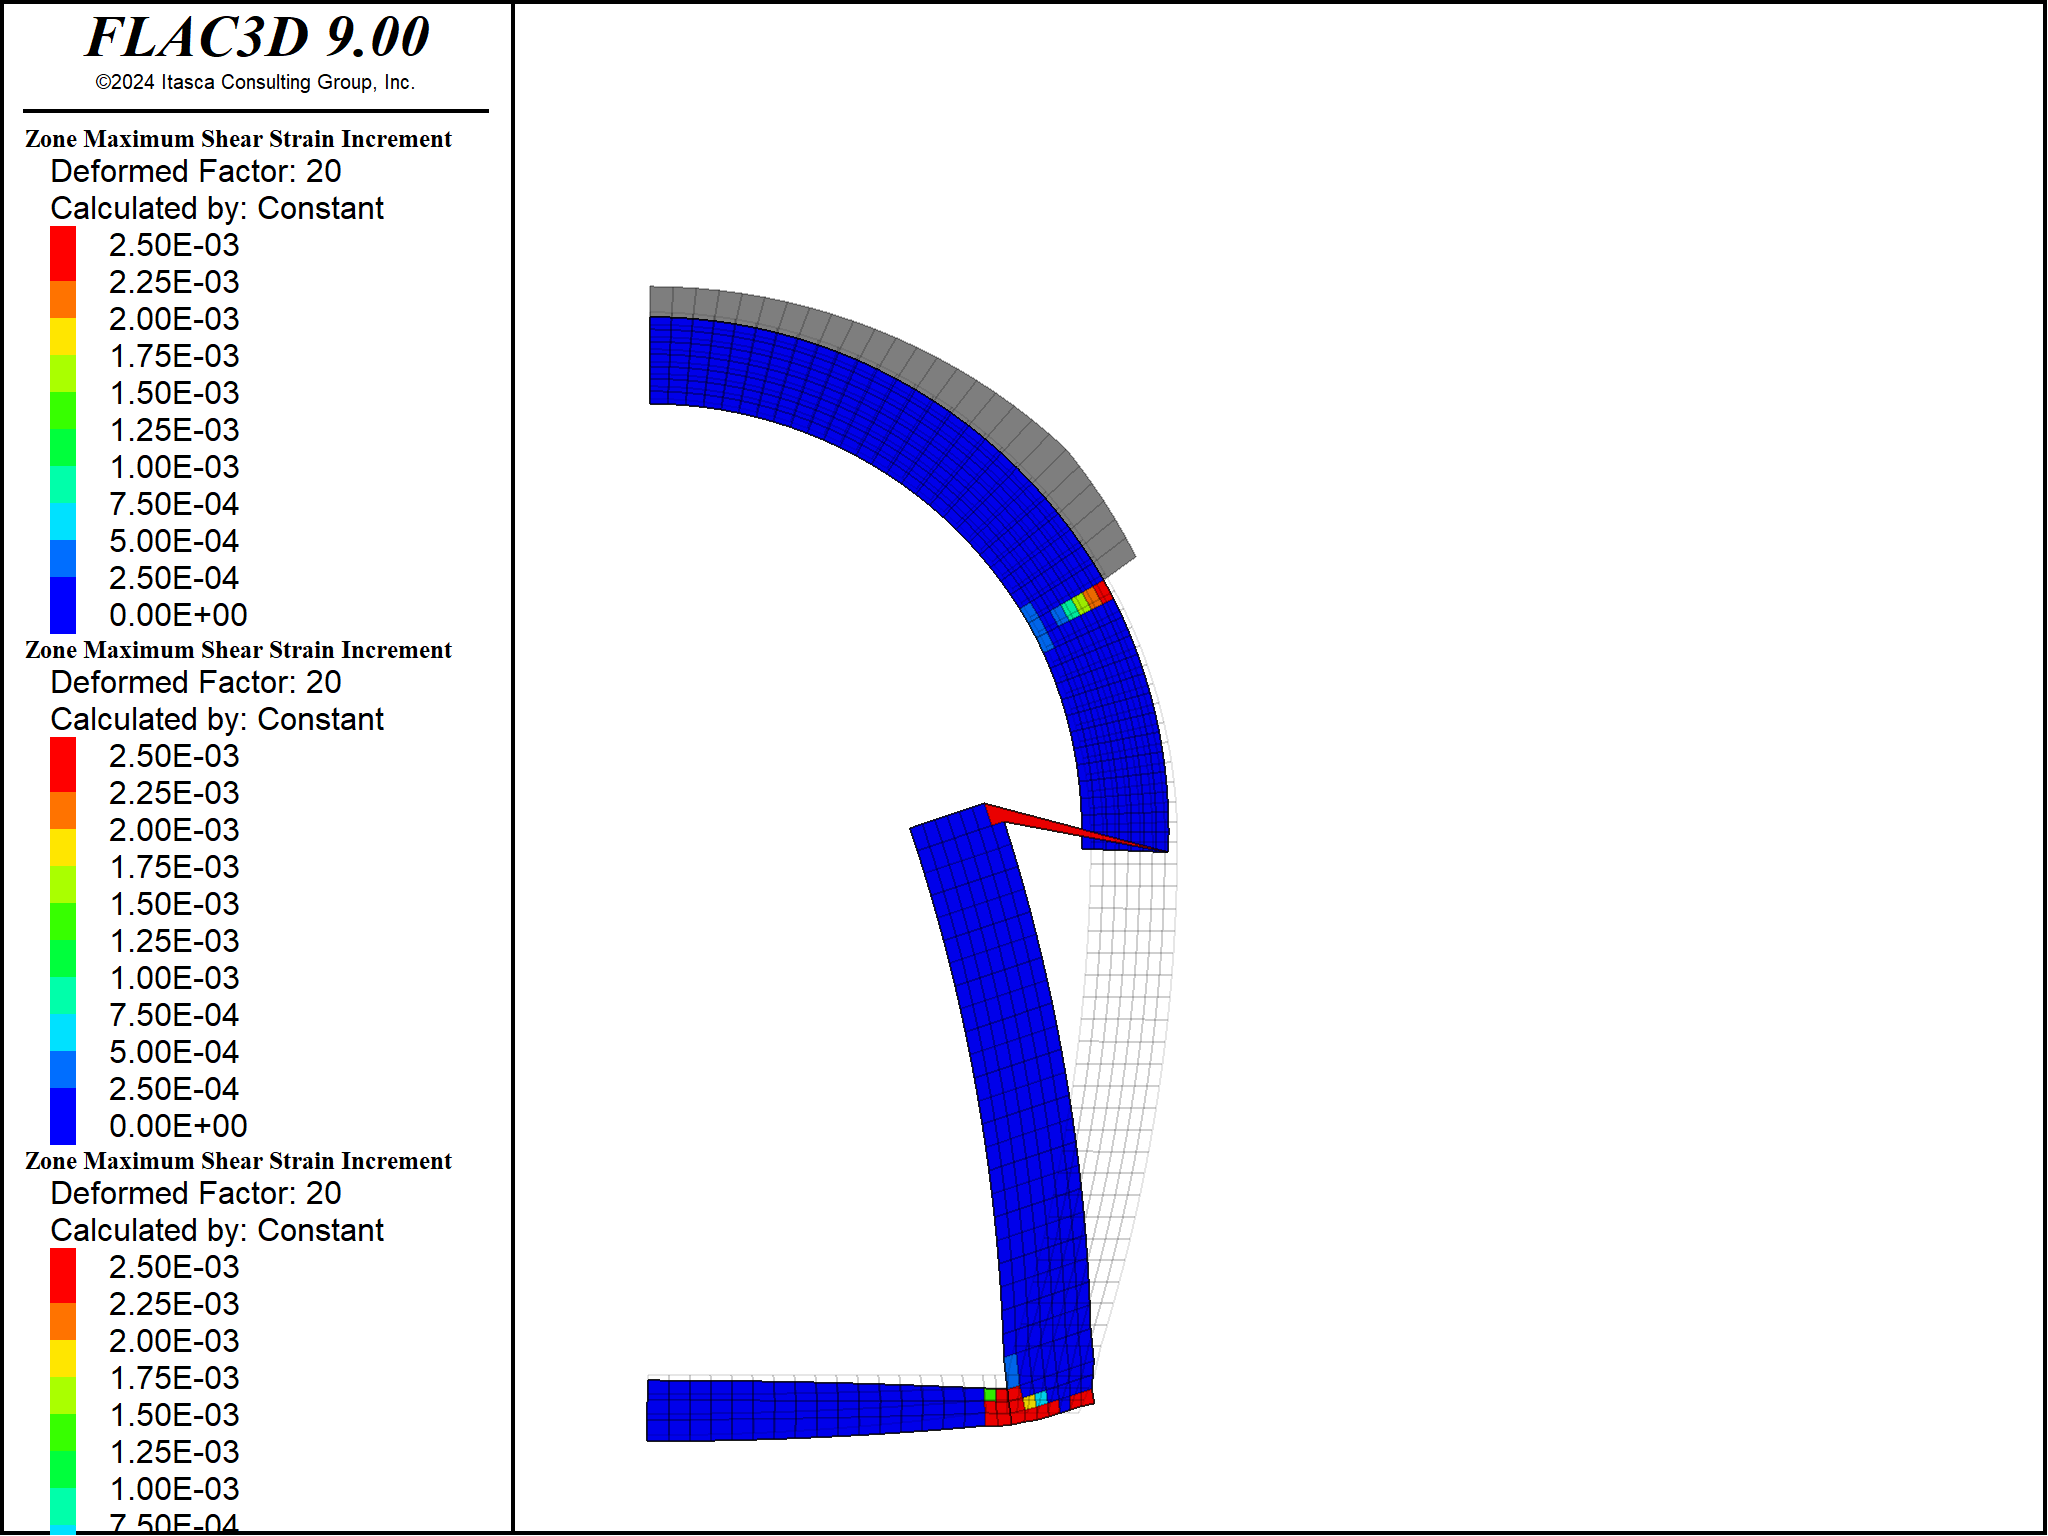 FLAC3D 9.00
©2024 Itasca Consulting Group, Inc.
Zone Maximum Shear Strain Increment
Deformed Factor: 20
Calculated by: Constant
2.50E-03
2.25E-03
2.00E-03
1.75E-03
1.50E-03
1.25E-03
1.00E-03
7.50E-04
5.00E-04
2.50E-04
0.00E+00
Zone Maximum Shear Strain Increment
Deformed Factor: 20
Calculated by: Constant
2.50E-03
2.25E-03
2.00E-03
1.75E-03
1.50E-03
1.25E-03
1.00E-03
7.50E-04
5.00E-04
2.50E-04
0.00E+00
Zone Maximum Shear Strain Increment
Deformed Factor: 20
Calculated by: Constant
2.50E-03
2.25E-03
2.00E-03
1.75E-03
1.50E-03
1.25E-03
1.00E-03
7.50E-04